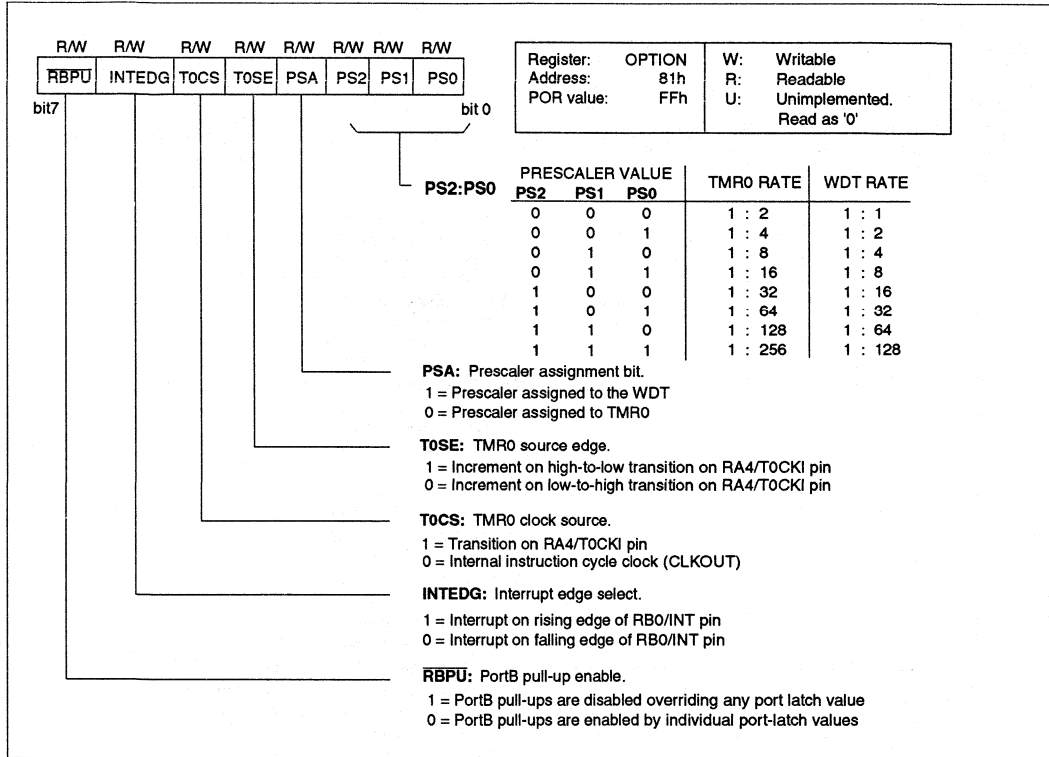 R/W R/W R/W R/W R/W R/W R/W R/W
RBPU INTEDG T0CS T0SE PSA PS2 PS1 PS0
bit7 bit 0
Register: OPTION
Address: 81h
POR value: FFh
W: Writable
R: Readable
U: Unimplemented.
Read as '0'
PS2:PS0
PRESCALER VALUE TMR0 RATE WDT RATE
PS2 PS1 PS0
0 0 0 1 : 2 1 : 1
0 0 1 1 : 4 1 : 2
0 1 0 1 : 8 1 : 4
0 1 1 1 : 16 1 : 8
1 0 0 1 : 32 1 : 16
1 0 1 1 : 64 1 : 32
1 1 0 1 : 128 1 : 64
1 1 1 1 : 256 1 : 128
PSA: Prescaler assignment bit.
1 = Prescaler assigned to the WDT
0 = Prescaler assigned to TMR0
T0SE: TMR0 source edge.
1 = Increment on high-to-low transition on RA4/T0CKI pin
0 = Increment on low-to-high transition on RA4/T0CKI pin
T0CS: TMR0 clock source.
1 = Transition on RA4/T0CKI pin
0 = Internal instruction cycle clock (CLKOUT)
INTEDG: Interrupt edge select.
1 = Interrupt on rising edge of RB0/INT pin
0 = Interrupt on falling edge of RB0/INT pin
RBPU: PortB pull-up enable.
1 = PortB pull-ups are disabled overriding any port latch value
0 = PortB pull-ups are enabled by individual port-latch values